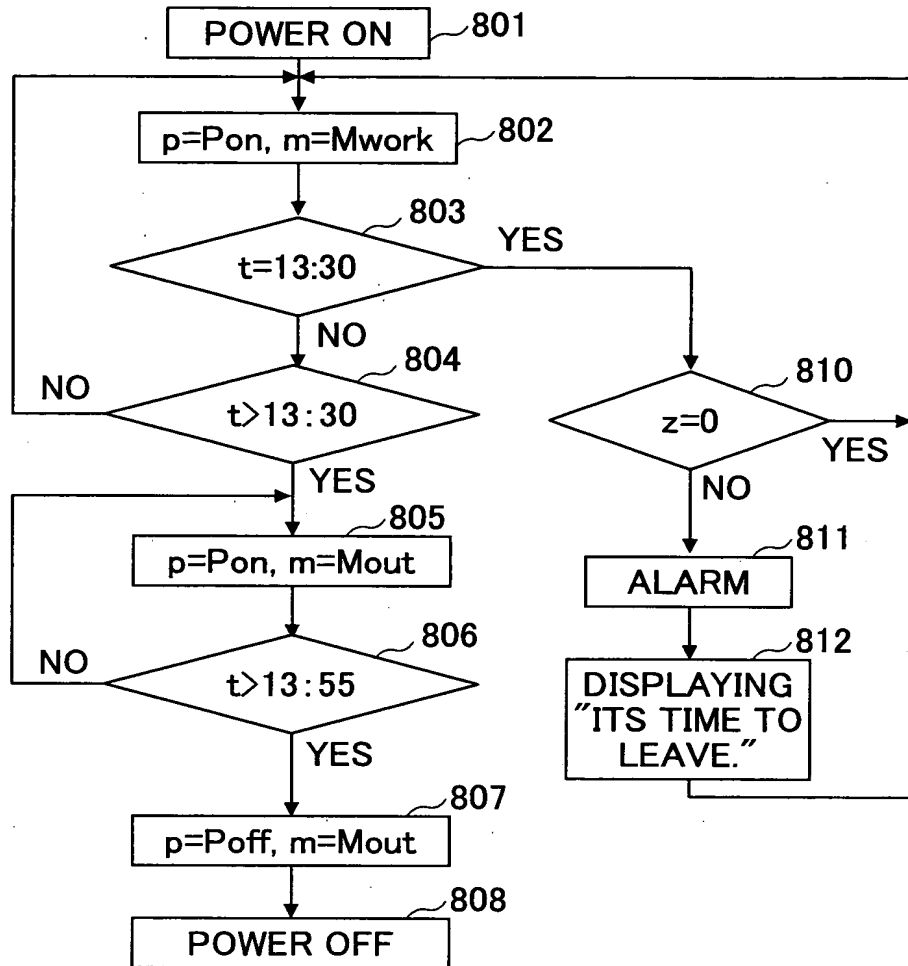 POWER ON
801
p=Pon, m=Mwork
802
803
t=13:30
YES
NO
804
t>13:30
NO
YES
810
z=0
YES
NO
805
p=Pon, m=Mout
811
ALARM
806
t>13:55
NO
YES
812
DISPLAYING
"ITS TIME TO
LEAVE."
807
p=Poff, m=Mout
808
POWER OFF